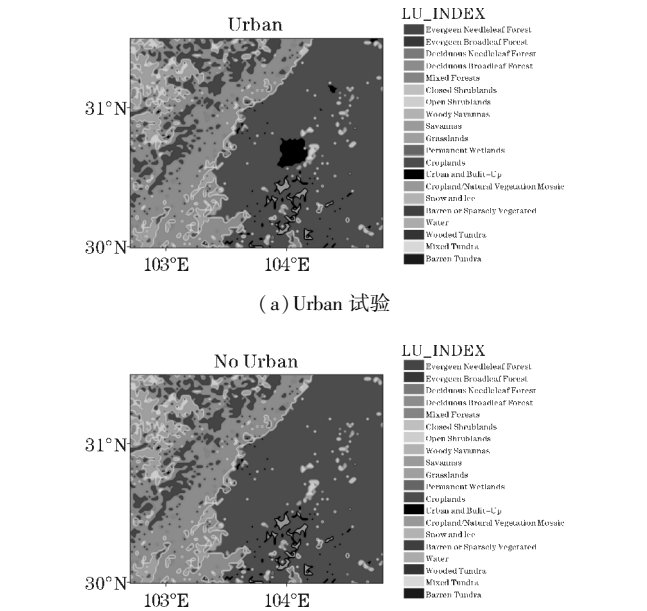 Urban
LU_INDEX
Evergeen Needleleaf Forest
Evergeen Broadleaf Forest
Deciduous Needleleaf Forest
Deciduous Broadleaf Forest
Mixed Forests
Closed Shrublands
Open Shrublands
Woody Savannas
Savannas
Grasslands
Permanent Wetlands
Croplands
Urban and Bulit-Up
Cropland/Natural Vegetation Mosaic
Snow and Ice
Barren or Sparsely Vegetated
Water
Wooded Tundra
Mixed Tundra
Barren Tundra
31°N
30°N
103°E
104°E
(a)Urban 试验
No Urban
LU_INDEX
Evergeen Needleleaf Forest
Evergeen Broadleaf Forest
Deciduous Needleleaf Forest
Deciduous Broadleaf Forest
Mixed Forests
Closed Shrublands
Open Shrublands
Woody Savannas
Savannas
Grasslands
Permanent Wetlands
Croplands
Urban and Bulit-Up
Cropland/Natural Vegetation Mosaic
Snow and Ice
Barren or Sparsely Vegetated
Water
Wooded Tundra
Mixed Tundra
Barren Tundra
31°N
30°N
103°E
104°E